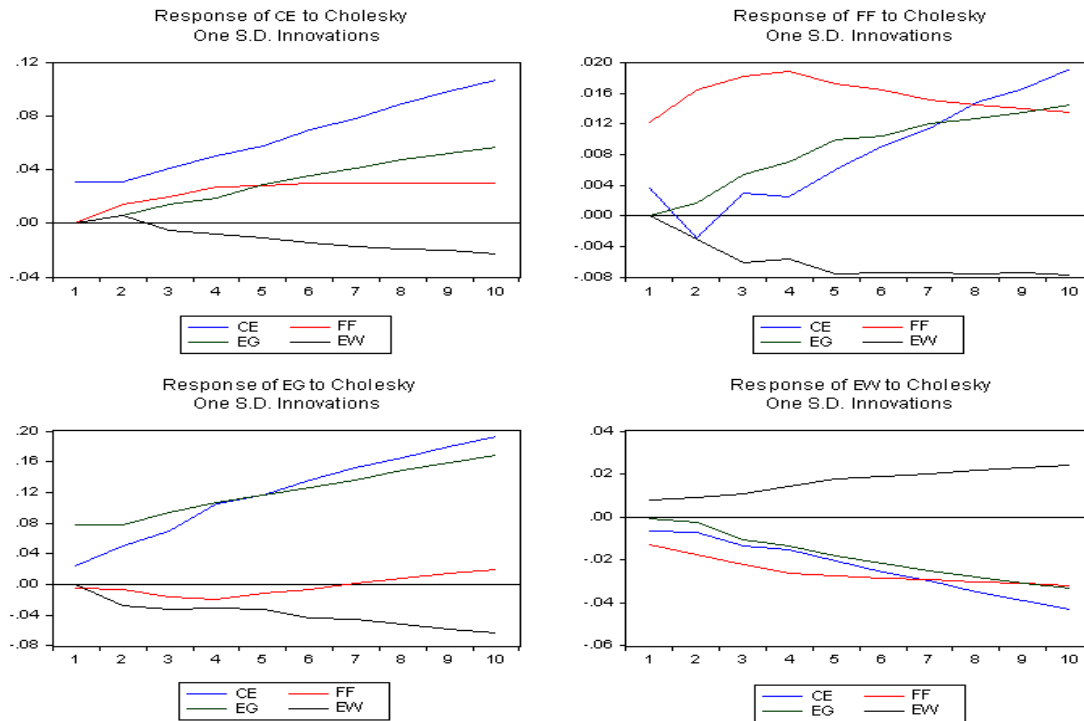 Response of CE to Cholesky
One S.D. Innovations
.12
.08
.04
.00
-.04
1 2 3 4 5 6 7 8 9 10
CE FF
EG EW
Response of FF to Cholesky
One S.D. Innovations
.020
.016
.012
.008
.004
.000
-.004
-.008
1 2 3 4 5 6 7 8 9 10
CE FF
EG EW
Response of EG to Cholesky
One S.D. Innovations
.20
.16
.12
.08
.04
.00
-.04
-.08
1 2 3 4 5 6 7 8 9 10
CE FF
EG EW
Response of EW to Cholesky
One S.D. Innovations
.04
.02
.00
-.02
-.04
-.06
1 2 3 4 5 6 7 8 9 10
CE FF
EG EW